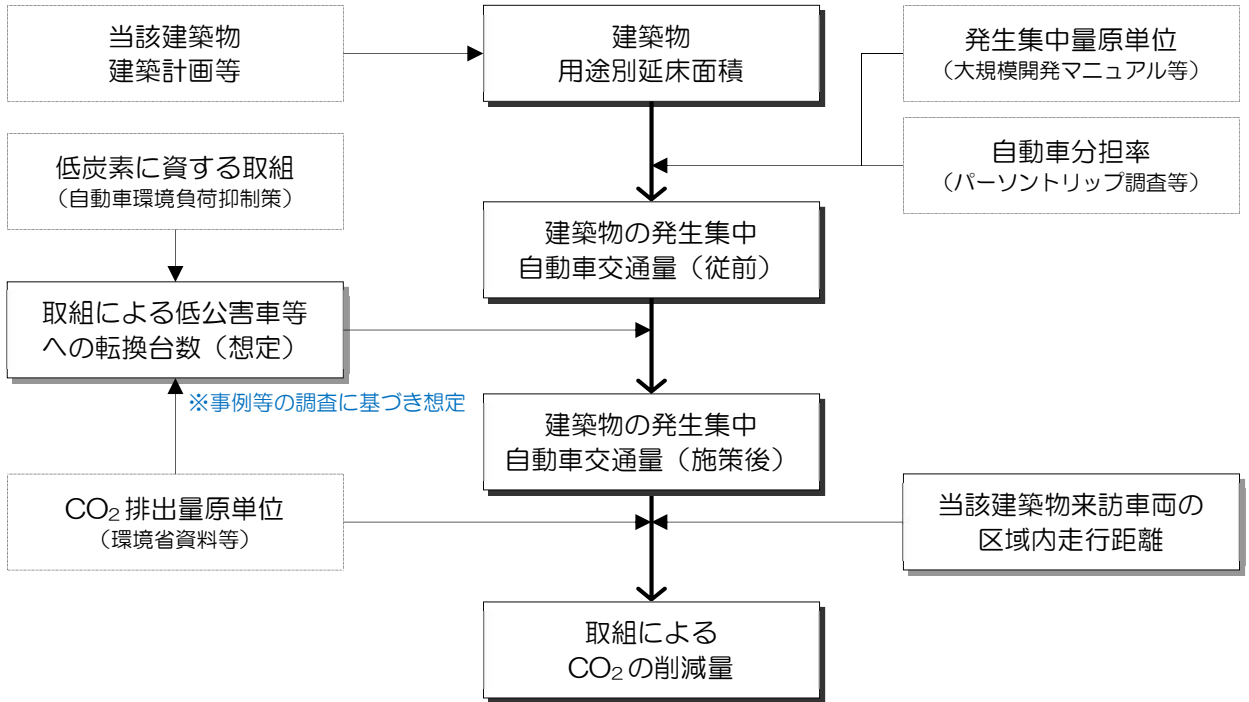 当該建築物
建築計画等
建築物
用途別延床面積
発生集中量原単位
（大規模開発マニュアル等）
低炭素に資する取組
（自動車環境負荷抑制策）
自動車分担率
（パーソントリップ調査等）
建築物の発生集中
自動車交通量（従前）
取組による低公害車等
への転換台数（想定）
※事例等の調査に基づき想定
建築物の発生集中
自動車交通量（施策後）
CO₂排出量原単位
（環境省資料等）
当該建築物来訪車両の
区域内走行距離
取組による
CO₂の削減量